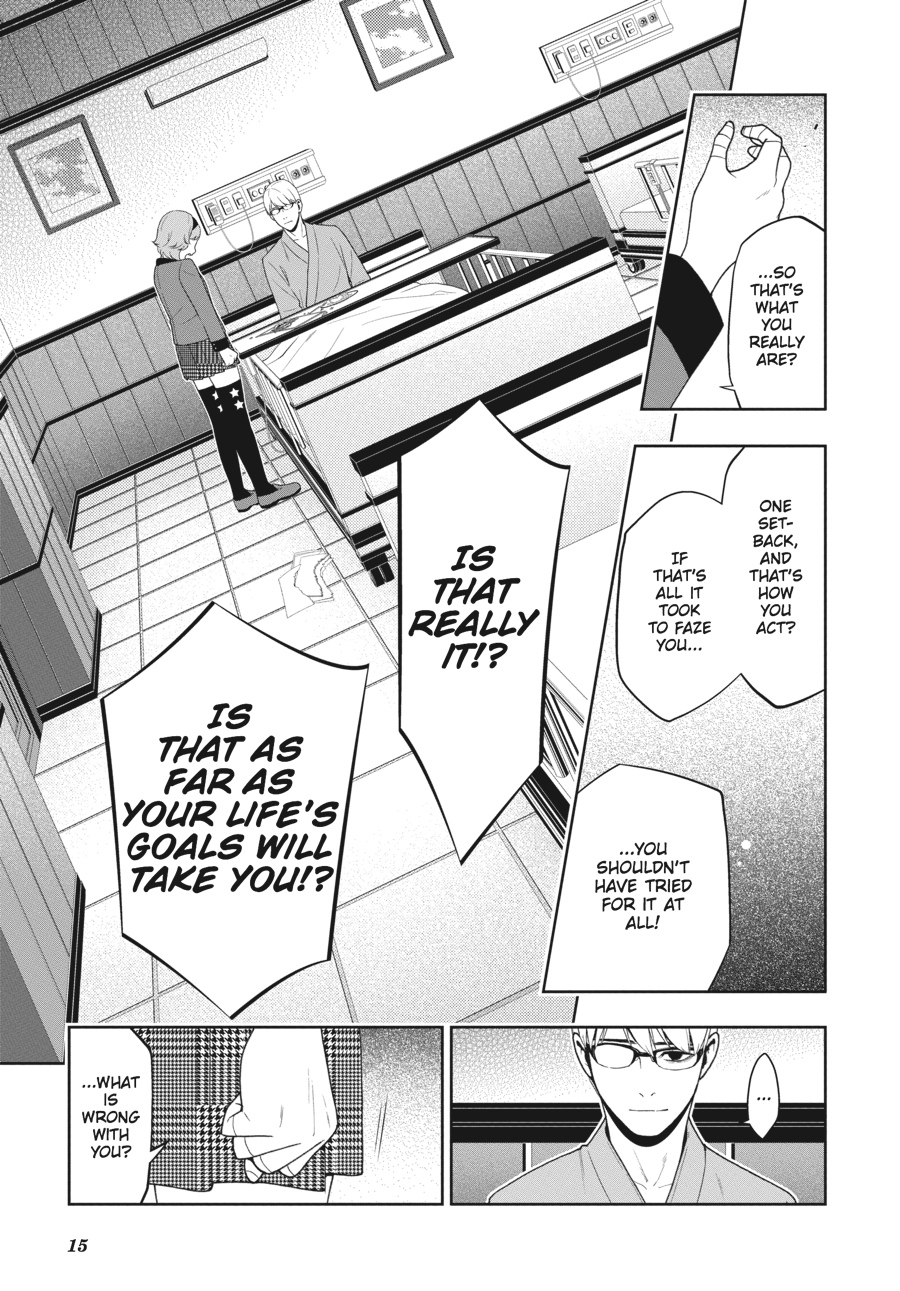 ...SO
THAT'S
WHAT
YOU
REALLY
ARE?
ONE
SET-
BACK,
AND
THAT'S
HOW
YOU
ACT?
IF
THAT'S
ALL IT
TOOK
TO FAZE
YOU...
...YOU
SHOULDN'T
HAVE TRIED
FOR IT AT
ALL!
IS
THAT
REALLY
IT!?
IS
THAT AS
FAR AS
YOUR LIFE'S
GOALS WILL
TAKE YOU!?
...
...WHAT
IS
WRONG
WITH
YOU?
15